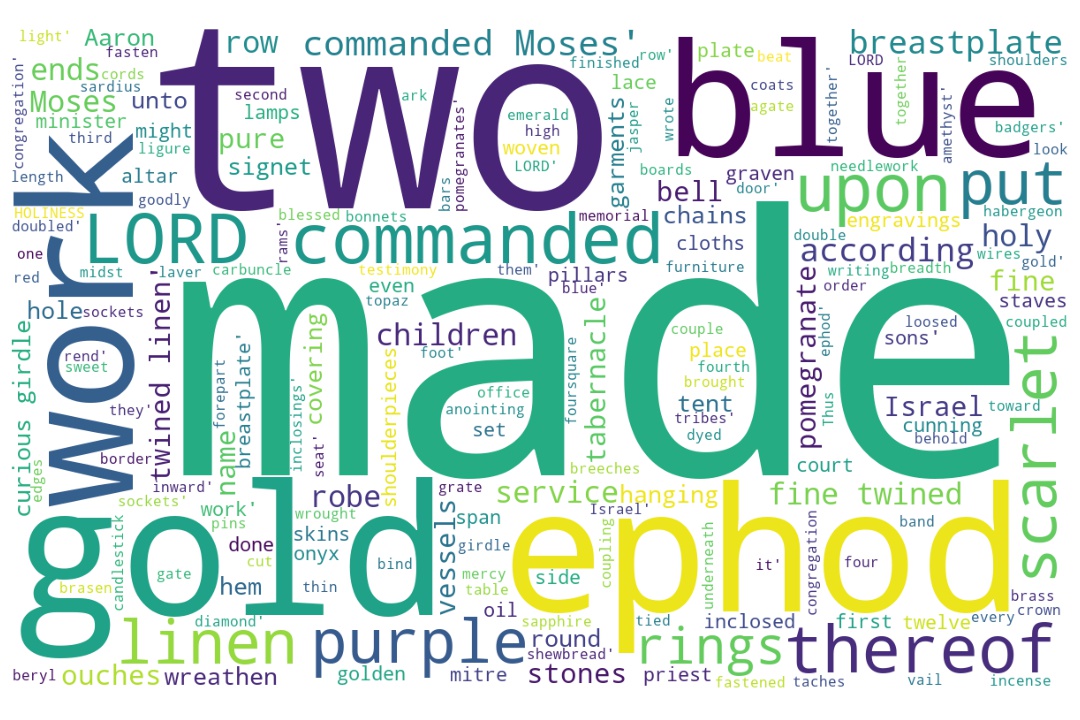 light'
Aaron
fasten
row
commanded Moses'
finished
row'
plate
beat
LORD
breastplate
shoulders
ends
cords
sardius
Moses
unto
minister
third
might
ligure
second
lamps
pure
signet
two
ark
emerald
high
woven
LORD'
lace
garments
jasper
wrote
coats
agate
blue
together'
together
amethyst'
badgers'
look
congregation'
length
altar
goodly
bars
pomegranates'
boards
graven
door'
bell
needlework
upon
put
HOLINESS
doubled'
work
LORD commanded
blessed
bonnets
rams'
memorial
chains
cloths
engravings
habergeon
double
according
holy
wires
gold'
one
red
midst
laver
carbuncle
testimony
them'
pillars
furniture
writing
breadth
order
fine
staves
even
topaz
blue'
hole
sockets
twined linen'
made
children
covering
foot'
couple
place
fourth
brought
tent
tribes'
dyed
pomegranate
ephod'
Thus
loosed
sons'
coupled
scarlet
rend'
sweet
curious girdle
edges
they'
border
name
forepart
breastplate'
inclosings'
seat'
shoulderpieces
office
anointing
set
foursquare
tabernacle
Israel
toward
cunning
behold
court
breeches
inward'
sockets'
work'
pins
robe
wrought
grate
service
hanging
Israel'
fine twined
gold
candlestick
brasen
gate
done
cut
skins
onyx
hem
thin
bind
vessels
span
girdle
mercy
table
oil
ephod
side
coupling
underneath
it'
congregation
four
band
brass
crown
diamond'
linen
purple
sapphire
round
shewbread'
tied
inclosed
rings
first
twelve
every
thereof
beryl
ouches
wreathen
golden
mitre
stones
priest
fastened
taches
vail
incense